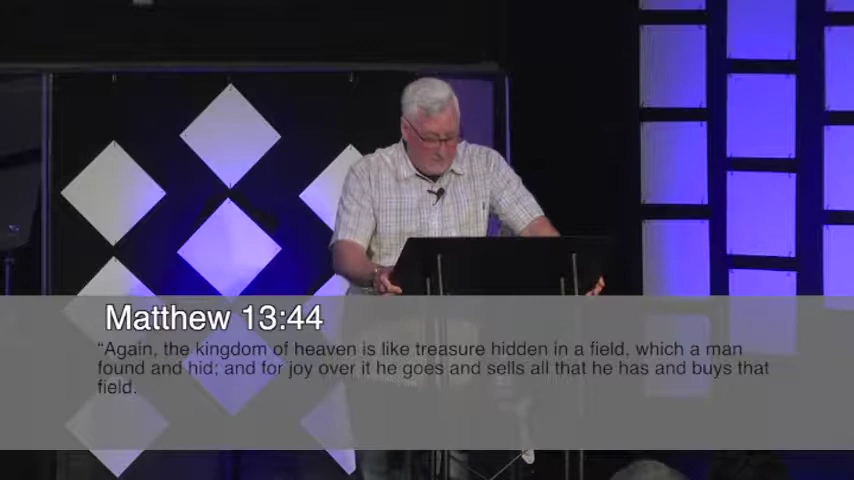 Matthew 13:44
“Again, the kingdom of heaven is like treasure hidden in a field, which a man
found and hid; and for joy over it he goes and sells all that he has and buys that
field.